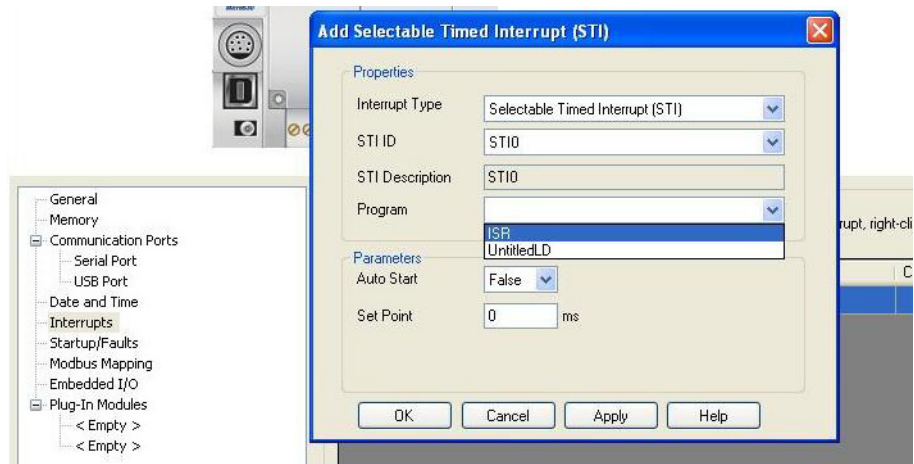 Add Selectable Timed Interrupt (STI)
Properties
Interrupt Type Selectable Timed Interrupt (STI)
STI ID STI0
STI Description STI0
Program
ISR
UntitledLD
Parameters
Auto Start False
Set Point 0 ms
OK Cancel Apply Help
General
Memory
Communication Ports
Serial Port
USB Port
Date and Time
Interrupts
Startup/Faults
Modbus Mapping
Embedded I/O
Plug-In Modules
< Empty >
< Empty >
rupt, right-cli
C